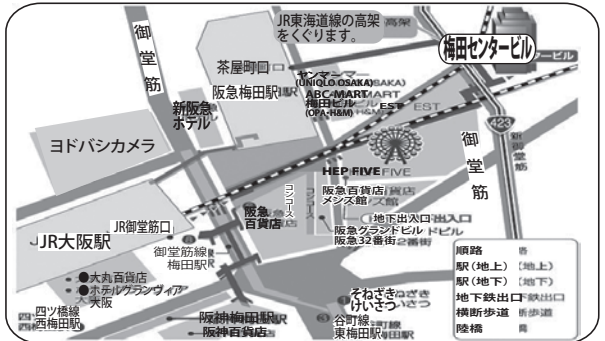 JR東海道線の高架
をくぐります。
梅田センタービル
御堂筋
茶屋町口
阪急梅田駅
ヤンマー
(UNIQLO OSAKA)
ABC-MART
梅田ビル
(OPA・H&M)
EST
新阪急
ホテル
ヨドバシカメラ
423
新御堂筋
御堂筋
HEP FIVE
阪急百貨店
メンズ館
コンコース
地下出入口
阪急グランドビル
阪急32番街
阪急
百貨店
JR御堂筋口
JR大阪駅
御堂筋線
梅田駅
●大丸百貨店
●ホテルグランヴィア
大阪
四ツ橋線
西梅田駅
阪神梅田駅
阪神百貨店
そねざき
けいさつ
谷町線
東梅田駅
順路
駅(地上)
駅(地下)
地下鉄出口
横断歩道
陸橋